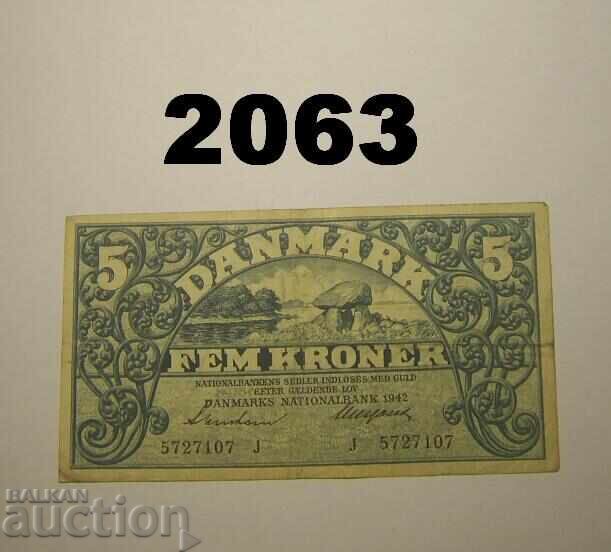 2063
5 DANMARK 5
FEM KRONER
NATIONALBANKENS SEDLER INDLØSES MED GULD
EFTER GÆLDENDE LOV
DANMARKS NATIONALBANK 1942
5727107 J J 5727107
BALKAN
auction